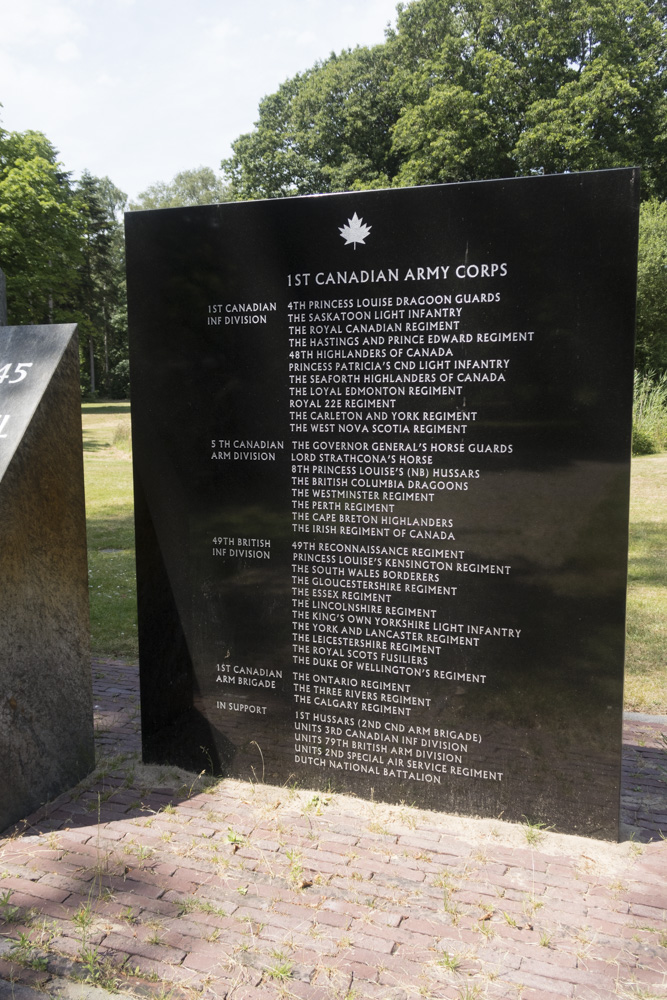 45
1ST CANADIAN ARMY CORPS
1ST CANADIAN
INF DIVISION
4TH PRINCESS LOUISE DRAGOON GUARDS
THE SASKATOON LIGHT INFANTRY
THE ROYAL CANADIAN REGIMENT
THE HASTINGS AND PRINCE EDWARD REGIMENT
48TH HIGHLANDERS OF CANADA
PRINCESS PATRICIA'S CND LIGHT INFANTRY
THE SEAFORTH HIGHLANDERS OF CANADA
THE LOYAL EDMONTON REGIMENT
ROYAL 22E REGIMENT
THE CARLETON AND YORK REGIMENT
THE WEST NOVA SCOTIA REGIMENT
5 TH CANADIAN
ARM DIVISION
THE GOVERNOR GENERAL'S HORSE GUARDS
LORD STRATHCONA'S HORSE
8TH PRINCESS LOUISE'S (NB) HUSSARS
THE BRITISH COLUMBIA DRAGOONS
THE WESTMINSTER REGIMENT
THE PERTH REGIMENT
THE CAPE BRETON HIGHLANDERS
THE IRISH REGIMENT OF CANADA
49TH BRITISH
INF DIVISION
49TH RECONNAISSANCE REGIMENT
PRINCESS LOUISE'S KENSINGTON REGIMENT
THE SOUTH WALES BORDERERS
THE GLOUCESTERSHIRE REGIMENT
THE ESSEX REGIMENT
THE LINCOLNSHIRE REGIMENT
THE KING'S OWN YORKSHIRE LIGHT INFANTRY
THE YORK AND LANCASTER REGIMENT
THE LEICESTERSHIRE REGIMENT
THE ROYAL SCOTS FUSILIERS
THE DUKE OF WELLINGTON'S REGIMENT
1ST CANADIAN
ARM BRIGADE
THE ONTARIO REGIMENT
THE THREE RIVERS REGIMENT
THE CALGARY REGIMENT
IN SUPPORT
1ST HUSSARS (2ND CND ARM BRIGADE)
UNITS 3RD CANADIAN INF DIVISION
UNITS 79TH BRITISH ARM DIVISION
UNITS 2ND SPECIAL AIR SERVICE REGIMENT
DUTCH NATIONAL BATTALION